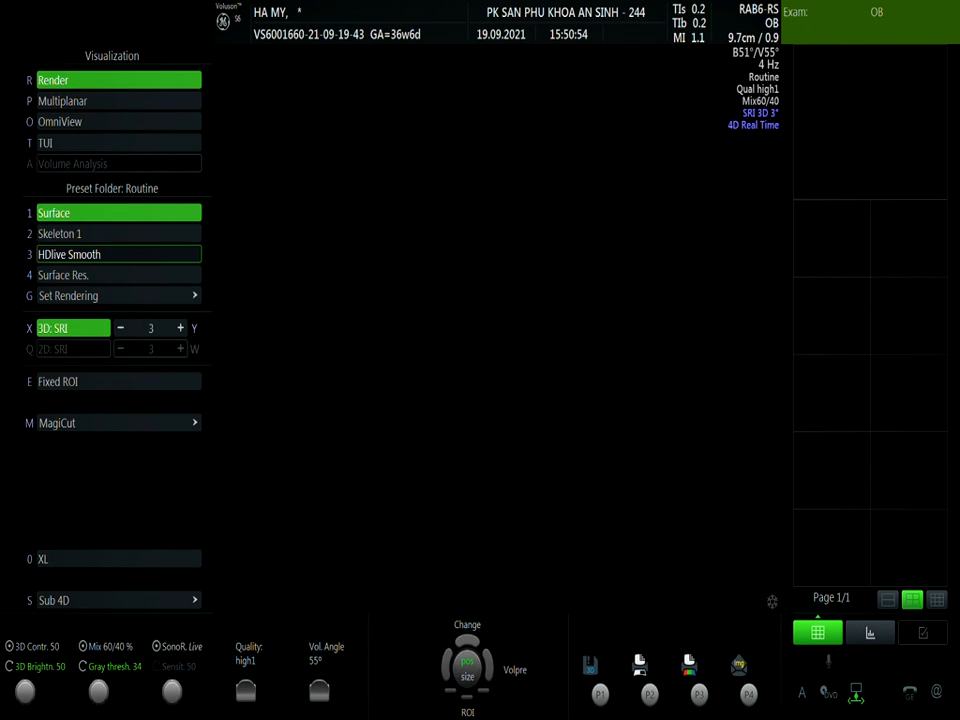 Voluson™
S6
HA MY, *
PK SAN PHU KHOA AN SINH - 244
VS6001660-21-09-19-43 GA=36w6d
19.09.2021 15:50:54
TIs 0.2
TIb 0.2
MI 1.1
RAB6-RS
OB
9.7cm / 0.9
B51°/V55°
4 Hz
Routine
Qual high1
Mix60/40
SRI 3D 3*
4D Real Time
Exam: OB
Visualization
R Render
P Multiplanar
O OmniView
T TUI
A Volume Analysis
Preset Folder: Routine
1 Surface
2 Skeleton 1
3 HDlive Smooth
4 Surface Res.
G Set Rendering >
X 3D: SRI − 3 + Y
Q 2D: SRI − 3 + W
E Fixed ROI
M MagiCut >
0 XL
S Sub 4D >
Page 1/1
3D Contr. 50
3D Brightn. 50
Mix 60/40 %
Gray thresh. 34
SonoR. Live
Sensit. 50
Quality:
high1
Vol. Angle
55°
Change
pos
size
Volpre
ROI
3D
img
P1
P2
P3
P4
A
DVD
GE
@